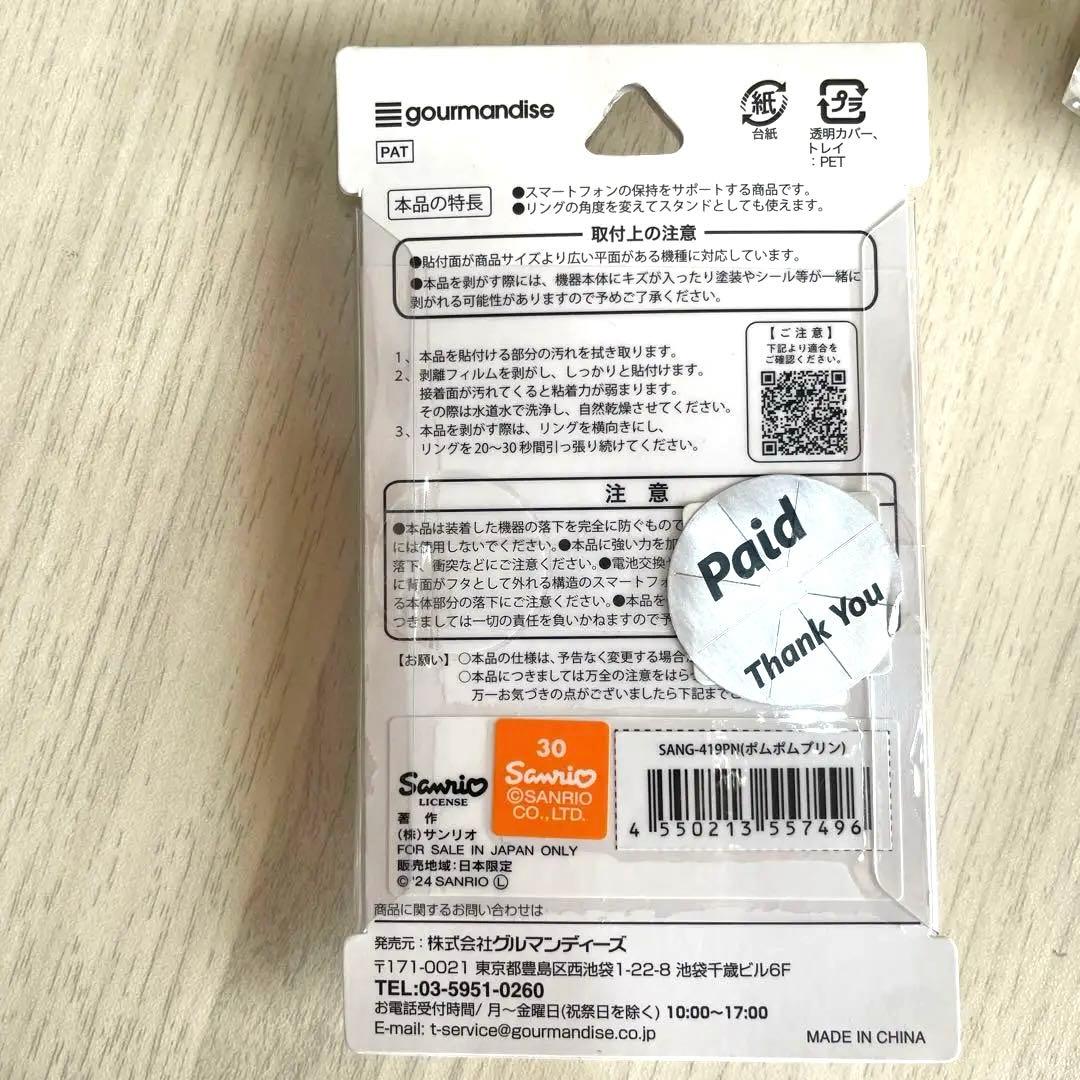 gourmandise
PAT
紙
台紙
プラ
透明カバー、
トレイ
:PET
本品の特長
●スマートフォンの保持をサポートする商品です。
●リングの角度を変えてスタンドとしても使えます。
取付上の注意
●貼付面が商品サイズより広い平面がある機種に対応しています。
●本品を剥がす際には、機器本体にキズが入ったり塗装やシール等が一緒に
剥がれる可能性がありますので予めご了承ください。
1、本品を貼付ける部分の汚れを拭き取ります。
2、剥離フィルムを剥がし、しっかりと貼付けます。
接着面が汚れてくると粘着力が弱まります。
その際は水道水で洗浄し、自然乾燥させてください。
3、本品を剥がす際は、リングを横向きにし、
リングを20〜30秒間引っ張り続けてください。
【ご注意】
下記より適合を
ご確認ください。
注 意
●本品は装着した機器の落下を完全に防ぐもので
には使用しないでください。●本品に強い力を加
落下、衝突などにご注意ください。●電池交換
に背面がフタとして外れる構造のスマートフォ
る本体部分の落下にご注意ください。●本品を
つきましては一切の責任を負いかねますので予
Paid
Thank You
【お願い】○本品の仕様は、予告なく変更する場合
○本品につきましては万全の注意をはら
万一お気づきの点がございましたら下記まで
Sanrio
LICENSE
著 作
(株)サンリオ
FOR SALE IN JAPAN ONLY
販売地域:日本限定
© '24 SANRIO Ⓛ
30
Sanrio
©SANRIO
CO.,LTD.
SANG-419PN(ポムポムプリン)
4 550213 557496
商品に関するお問い合わせは
発売元:株式会社グルマンディーズ
〒171-0021 東京都豊島区西池袋1-22-8 池袋千歳ビル6F
TEL:03-5951-0260
お電話受付時間/ 月〜金曜日(祝祭日を除く) 10:00〜17:00
E-mail: t-service@gourmandise.co.jp
MADE IN CHINA